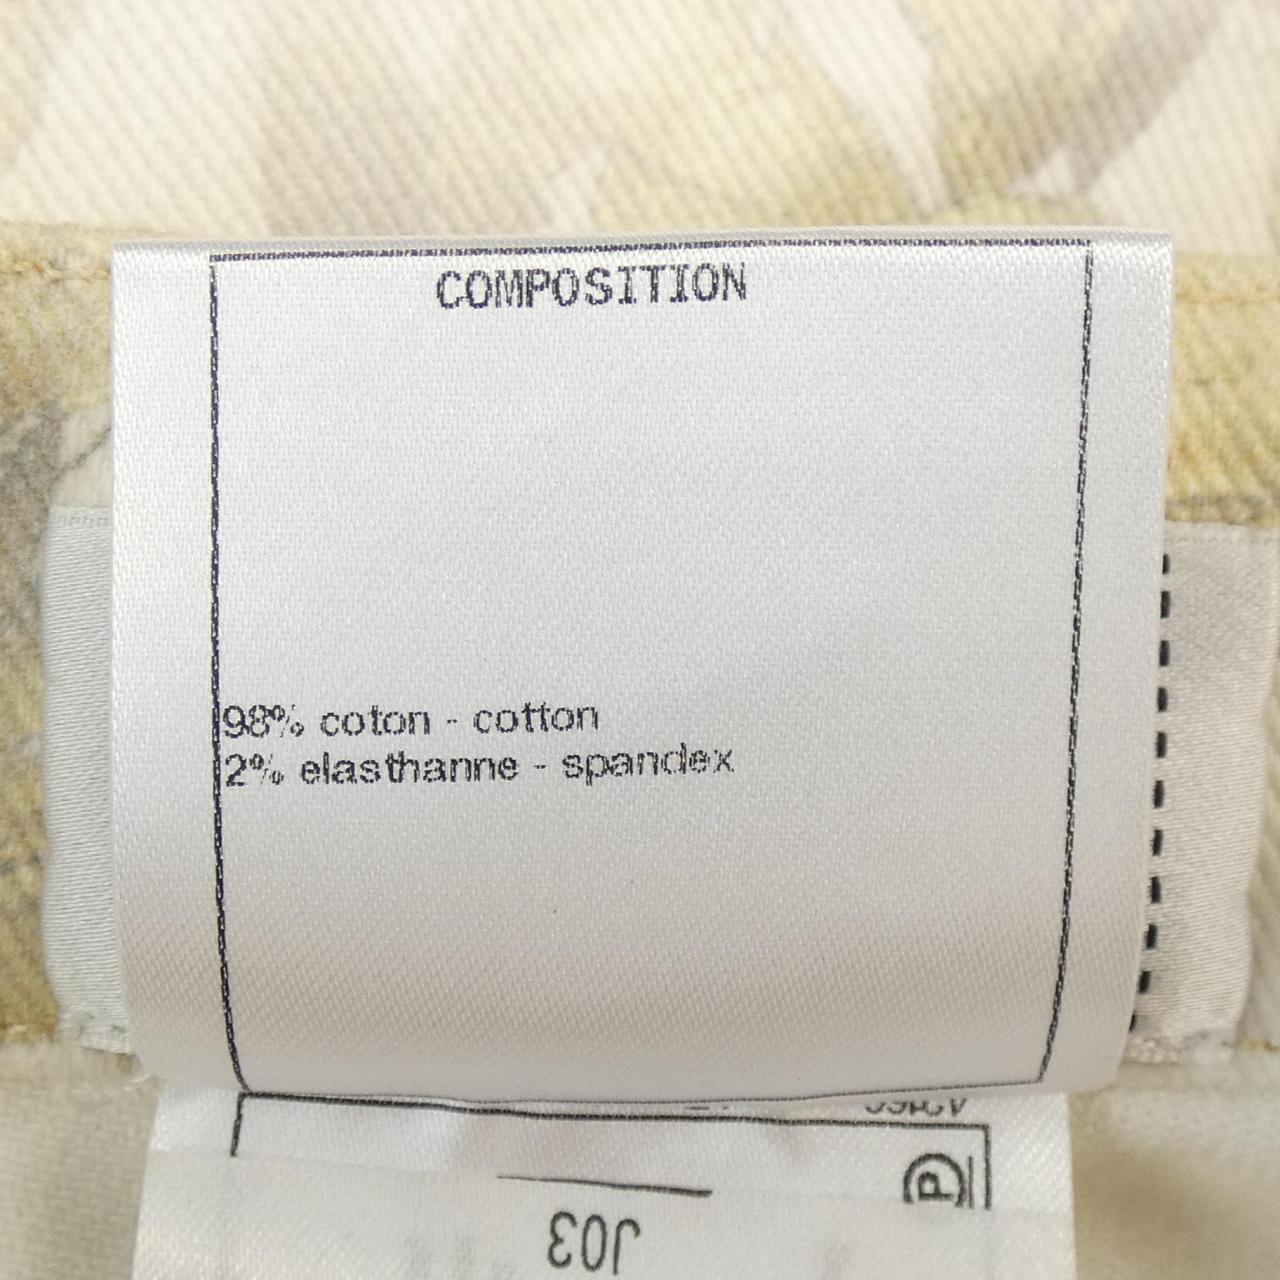 COMPOSITION
98% coton - cotton
2% elasthanne - spandex
P
J03